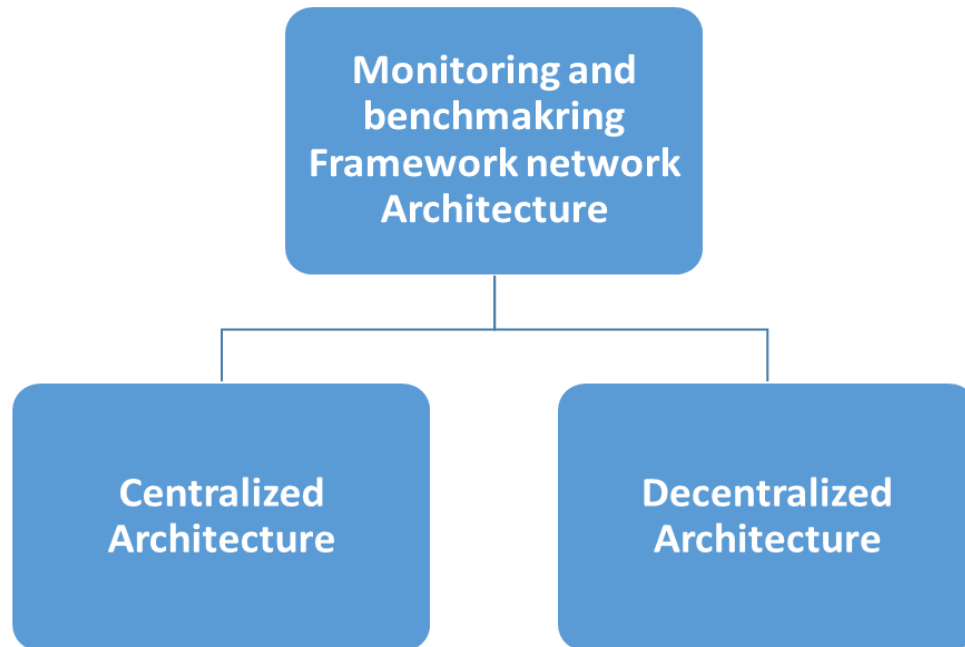 Monitoring and
benchmakring
Framework network
Architecture
Centralized
Architecture
Decentralized
Architecture